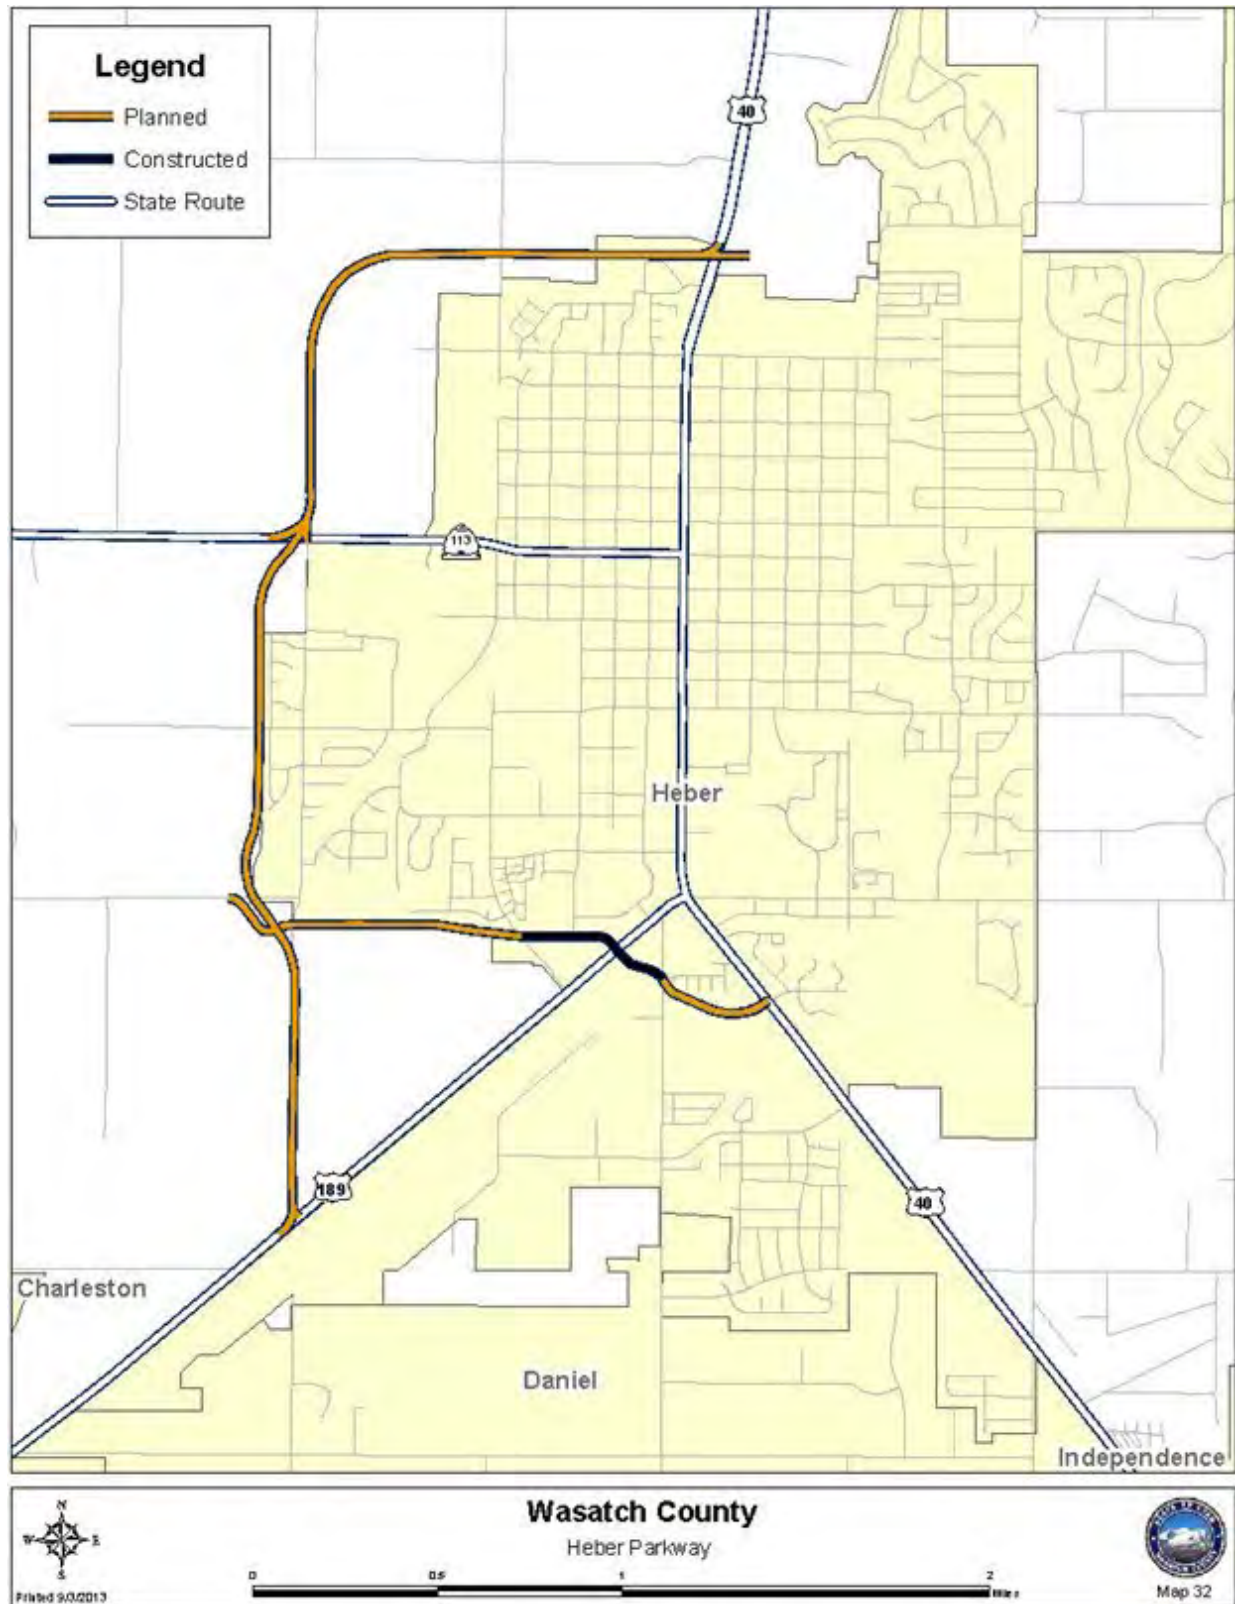 Legend
Planned
Constructed
State Route
40
113
Heber
189
40
Charleston
Daniel
Independence
Wasatch County
Heber Parkway
N
W E
S
0 0.5 1 2
Miles
Printed 9/3/2013
Map 32